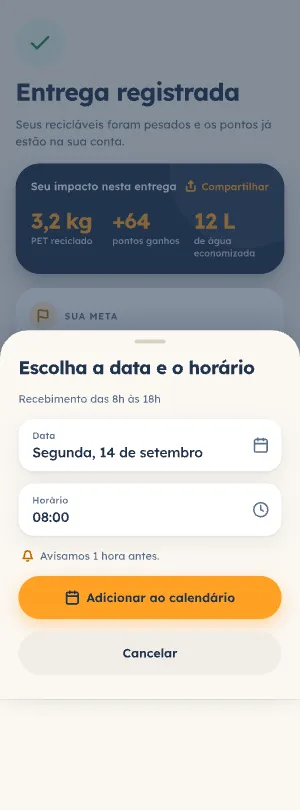 Entrega registrada
Seus recicláveis foram pesados e os pontos já
estão na sua conta.
Seu impacto nesta entrega
Compartilhar
3,2 kg
+64
12 L
PET reciclado
pontos ganhos
de água
economizada
SUA META
Escolha a data e o horário
Recebimento das 8h às 18h
Data
Segunda, 14 de setembro
Horário
08:00
Avisamos 1 hora antes.
Adicionar ao calendário
Cancelar